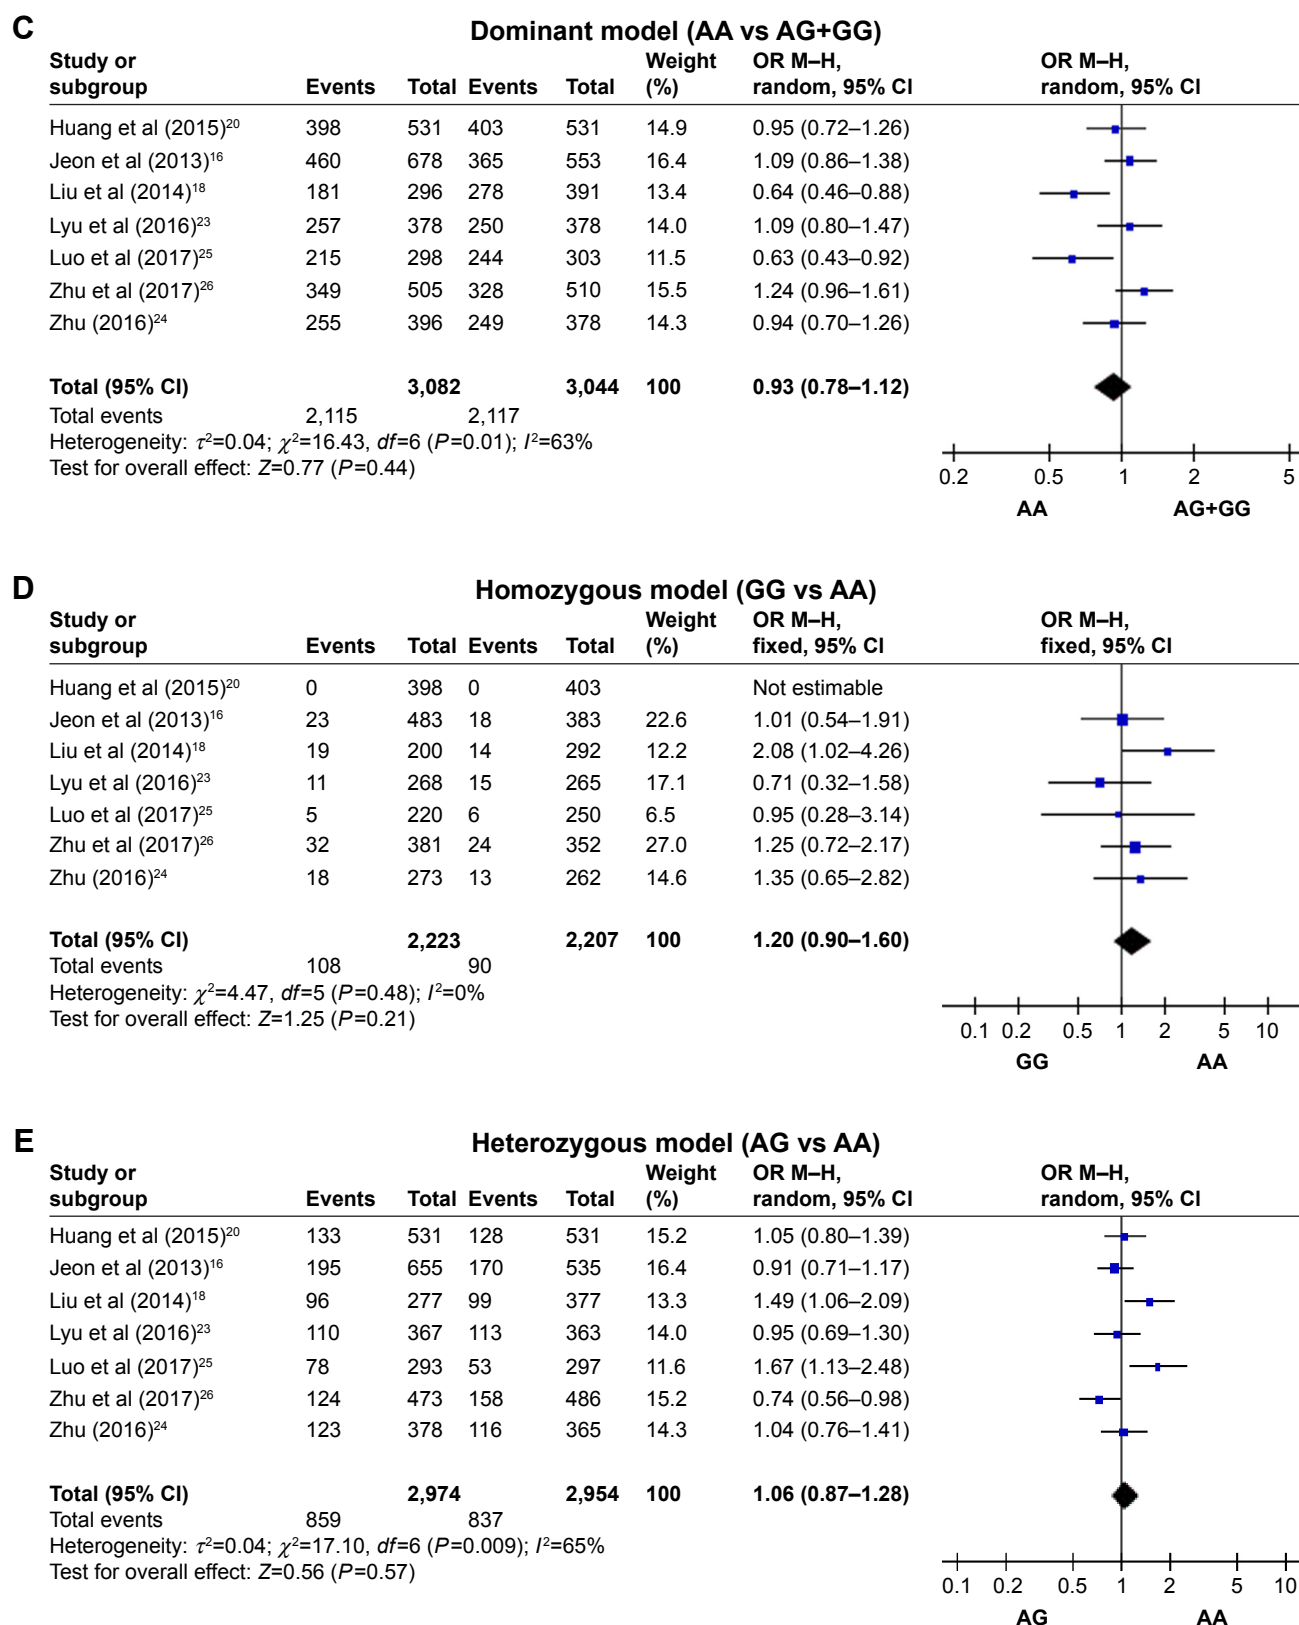 C
Dominant model (AA vs AG+GG)
Study or subgroup Events Total Events Total Weight (%) OR M–H, random, 95% CI OR M–H, random, 95% CI
Huang et al (2015)20 398 531 403 531 14.9 0.95 (0.72–1.26)
Jeon et al (2013)16 460 678 365 553 16.4 1.09 (0.86–1.38)
Liu et al (2014)18 181 296 278 391 13.4 0.64 (0.46–0.88)
Lyu et al (2016)23 257 378 250 378 14.0 1.09 (0.80–1.47)
Luo et al (2017)25 215 298 244 303 11.5 0.63 (0.43–0.92)
Zhu et al (2017)26 349 505 328 510 15.5 1.24 (0.96–1.61)
Zhu (2016)24 255 396 249 378 14.3 0.94 (0.70–1.26)
Total (95% CI) 3,082 3,044 100 0.93 (0.78–1.12)
Total events 2,115 2,117
Heterogeneity: τ²=0.04; χ²=16.43, df=6 (P=0.01); I²=63%
Test for overall effect: Z=0.77 (P=0.44)
0.2 0.5 1 2 5
AA AG+GG
D
Homozygous model (GG vs AA)
Study or subgroup Events Total Events Total Weight (%) OR M–H, fixed, 95% CI OR M–H, fixed, 95% CI
Huang et al (2015)20 0 398 0 403 Not estimable
Jeon et al (2013)16 23 483 18 383 22.6 1.01 (0.54–1.91)
Liu et al (2014)18 19 200 14 292 12.2 2.08 (1.02–4.26)
Lyu et al (2016)23 11 268 15 265 17.1 0.71 (0.32–1.58)
Luo et al (2017)25 5 220 6 250 6.5 0.95 (0.28–3.14)
Zhu et al (2017)26 32 381 24 352 27.0 1.25 (0.72–2.17)
Zhu (2016)24 18 273 13 262 14.6 1.35 (0.65–2.82)
Total (95% CI) 2,223 2,207 100 1.20 (0.90–1.60)
Total events 108 90
Heterogeneity: χ²=4.47, df=5 (P=0.48); I²=0%
Test for overall effect: Z=1.25 (P=0.21)
0.1 0.2 0.5 1 2 5 10
GG AA
E
Heterozygous model (AG vs AA)
Study or subgroup Events Total Events Total Weight (%) OR M–H, random, 95% CI OR M–H, random, 95% CI
Huang et al (2015)20 133 531 128 531 15.2 1.05 (0.80–1.39)
Jeon et al (2013)16 195 655 170 535 16.4 0.91 (0.71–1.17)
Liu et al (2014)18 96 277 99 377 13.3 1.49 (1.06–2.09)
Lyu et al (2016)23 110 367 113 363 14.0 0.95 (0.69–1.30)
Luo et al (2017)25 78 293 53 297 11.6 1.67 (1.13–2.48)
Zhu et al (2017)26 124 473 158 486 15.2 0.74 (0.56–0.98)
Zhu (2016)24 123 378 116 365 14.3 1.04 (0.76–1.41)
Total (95% CI) 2,974 2,954 100 1.06 (0.87–1.28)
Total events 859 837
Heterogeneity: τ²=0.04; χ²=17.10, df=6 (P=0.009); I²=65%
Test for overall effect: Z=0.56 (P=0.57)
0.1 0.2 0.5 1 2 5 10
AG AA